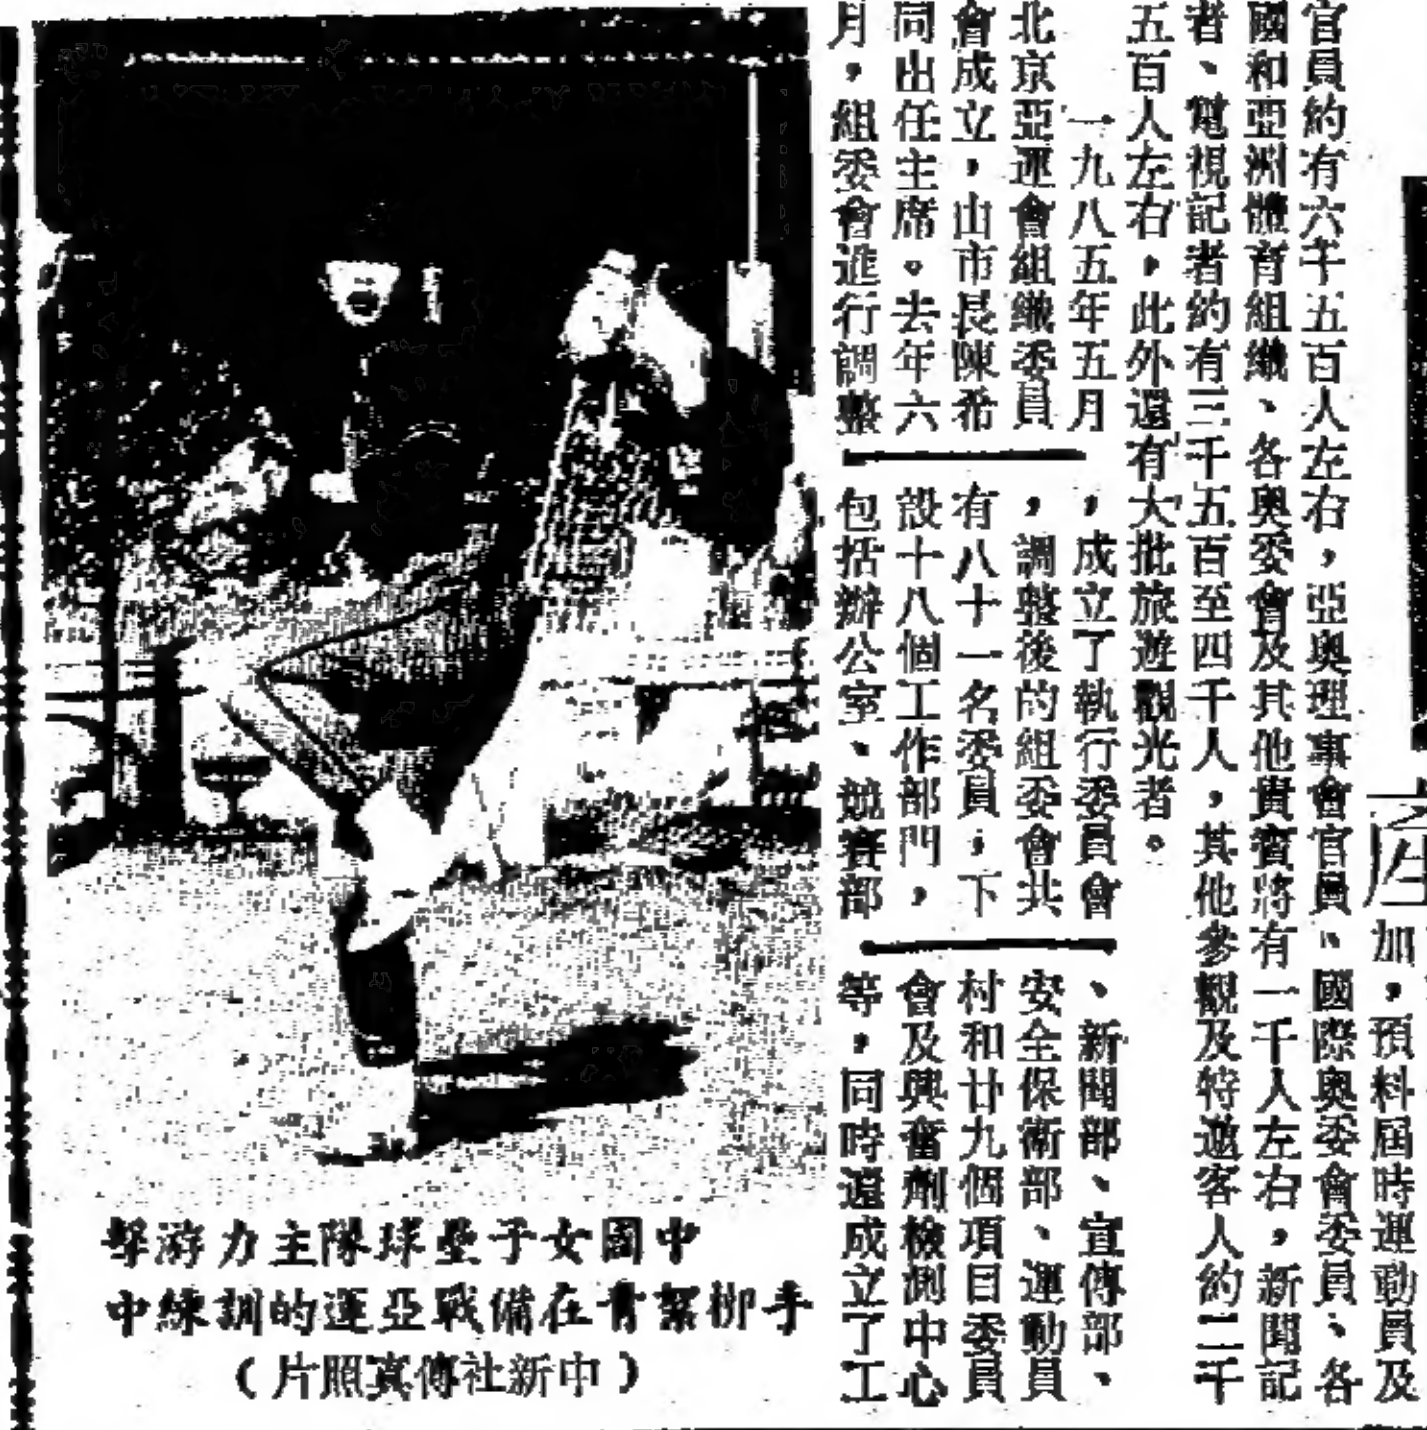 加，預料屆時運動員及
官員約有六千五百人左右，亞奧理事會官員、國際奧委會委員、各
國和亞洲體育組織、各奧委會及其他貴賓將有一千人左右，新聞記
者、電視記者約有三千五百至四千人，其他參觀及特邀客人約二千
五百人左右，此外還有大批旅遊觀光者。
一九八五年五月
北京亞運會組織委員
會成立，由市長陳希
同出任主席。去年六
月，組委會進行調整
，成立了執行委員會
，調整後的組委會共
有八十一名委員，下
設十八個工作部門，
包括辦公室、競賽部
、新聞部、宣傳部、
安全保衛部、運動員
村和廿九個項目委員
會及興奮劑檢測中心
等，同時還成立了工
中國女子壘球隊主力游擊
手柳絮青在備戰亞運的訓練中
（中新社傳真照片）